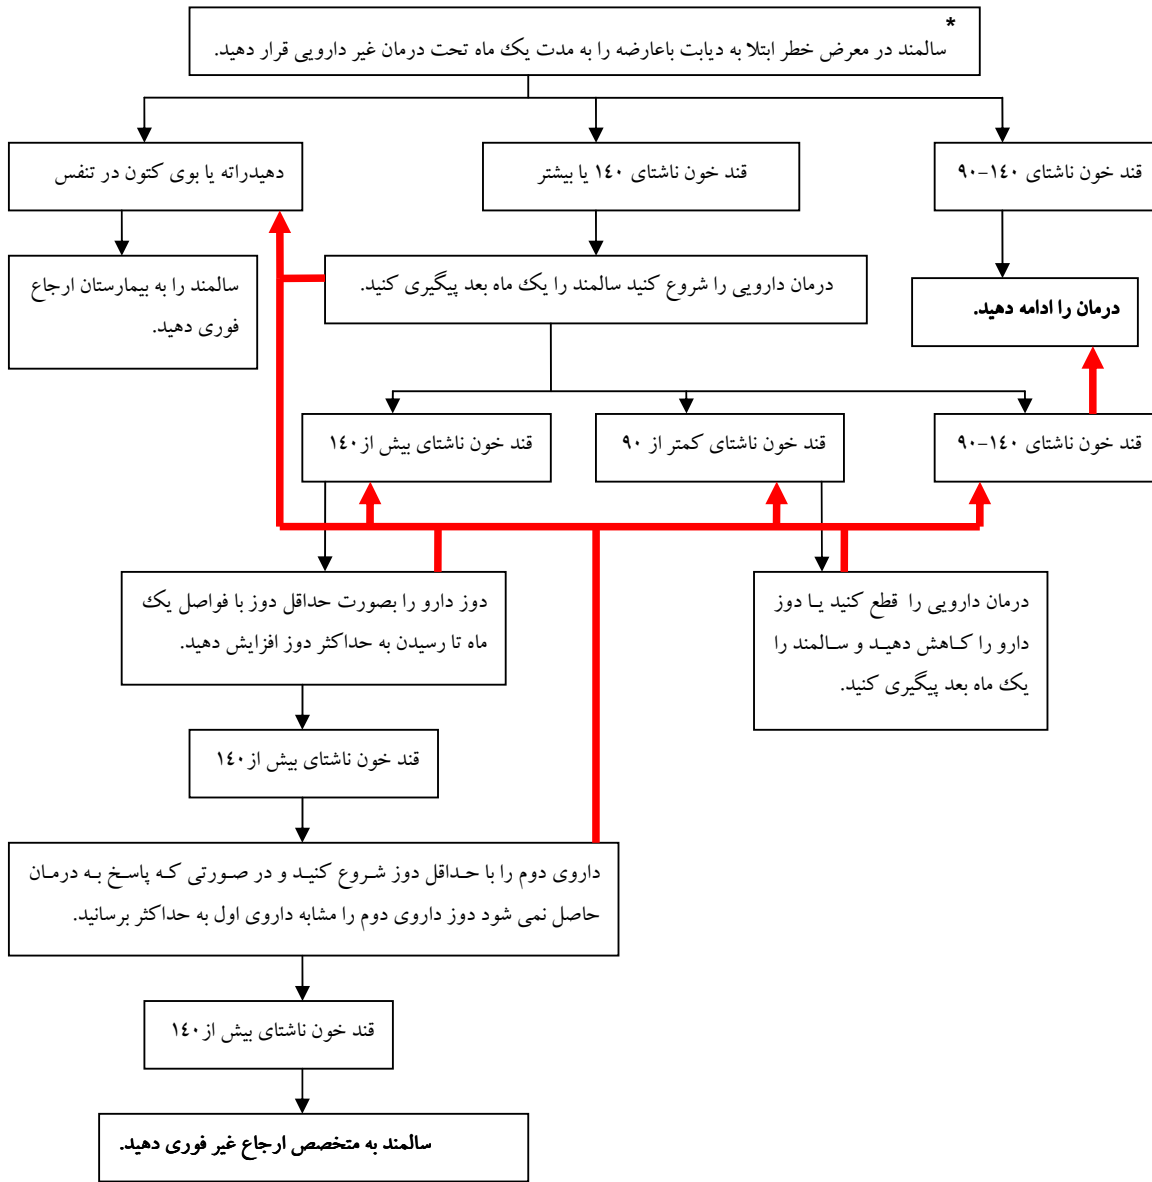 *
سالمند در معرض خطر ابتلا به دیابت باعارضه را به مدت یک ماه تحت درمان غیر دارویی قرار دهید.
قند خون ناشتای ۱۴۰-۹۰
قند خون ناشتای ۱۴۰ یا بیشتر
دهیدراته یا بوی کتون در تنفس
درمان را ادامه دهید.
درمان دارویی را شروع کنید سالمند را یک ماه بعد پیگیری کنید.
سالمند را به بیمارستان ارجاع
فوری دهید.
قند خون ناشتای ۱۴۰-۹۰
قند خون ناشتای کمتر از ۹۰
قند خون ناشتای بیش از ۱۴۰
درمان دارویی را قطع کنید یا دوز
دارو را کاهش دهید و سالمند را
یک ماه بعد پیگیری کنید.
دوز دارو را بصورت حداقل دوز با فواصل یک
ماه تا رسیدن به حداکثر دوز افزایش دهید.
قند خون ناشتای بیش از ۱۴۰
داروی دوم را با حداقل دوز شروع کنید و در صورتی که پاسخ به درمان
حاصل نمی شود دوز داروی دوم را مشابه داروی اول به حداکثر برسانید.
قند خون ناشتای بیش از ۱۴۰
سالمند به متخصص ارجاع غیر فوری دهید.